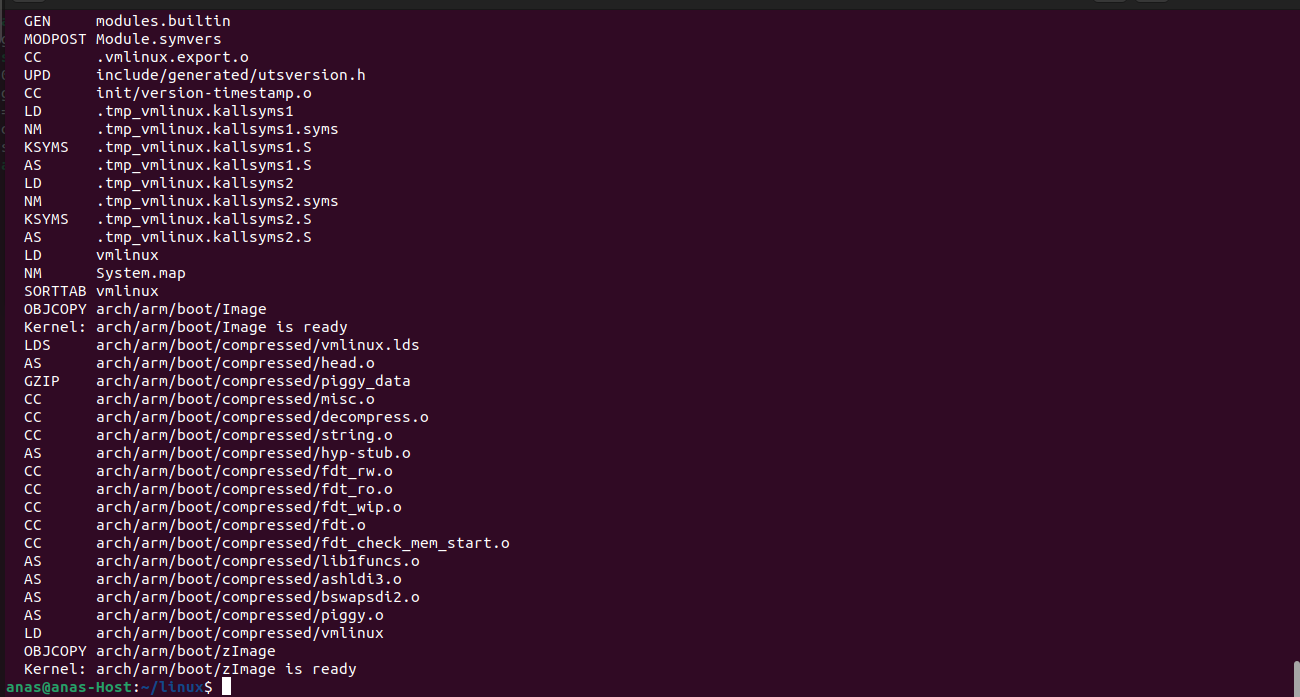 GEN     modules.builtin
MODPOST Module.symvers
CC      .vmlinux.export.o
UPD     include/generated/utsversion.h
CC      init/version-timestamp.o
LD      .tmp_vmlinux.kallsyms1
NM      .tmp_vmlinux.kallsyms1.syms
KSYMS   .tmp_vmlinux.kallsyms1.S
AS      .tmp_vmlinux.kallsyms1.S
LD      .tmp_vmlinux.kallsyms2
NM      .tmp_vmlinux.kallsyms2.syms
KSYMS   .tmp_vmlinux.kallsyms2.S
AS      .tmp_vmlinux.kallsyms2.S
LD      vmlinux
NM      System.map
SORTTAB vmlinux
OBJCOPY arch/arm/boot/Image
Kernel: arch/arm/boot/Image is ready
LDS     arch/arm/boot/compressed/vmlinux.lds
AS      arch/arm/boot/compressed/head.o
GZIP    arch/arm/boot/compressed/piggy_data
CC      arch/arm/boot/compressed/misc.o
CC      arch/arm/boot/compressed/decompress.o
CC      arch/arm/boot/compressed/string.o
AS      arch/arm/boot/compressed/hyp-stub.o
CC      arch/arm/boot/compressed/fdt_rw.o
CC      arch/arm/boot/compressed/fdt_ro.o
CC      arch/arm/boot/compressed/fdt_wip.o
CC      arch/arm/boot/compressed/fdt.o
CC      arch/arm/boot/compressed/fdt_check_mem_start.o
AS      arch/arm/boot/compressed/lib1funcs.o
AS      arch/arm/boot/compressed/ashldi3.o
AS      arch/arm/boot/compressed/bswapsdi2.o
AS      arch/arm/boot/compressed/piggy.o
LD      arch/arm/boot/compressed/vmlinux
OBJCOPY arch/arm/boot/zImage
Kernel: arch/arm/boot/zImage is ready
anas@anas-Host:~/linux$